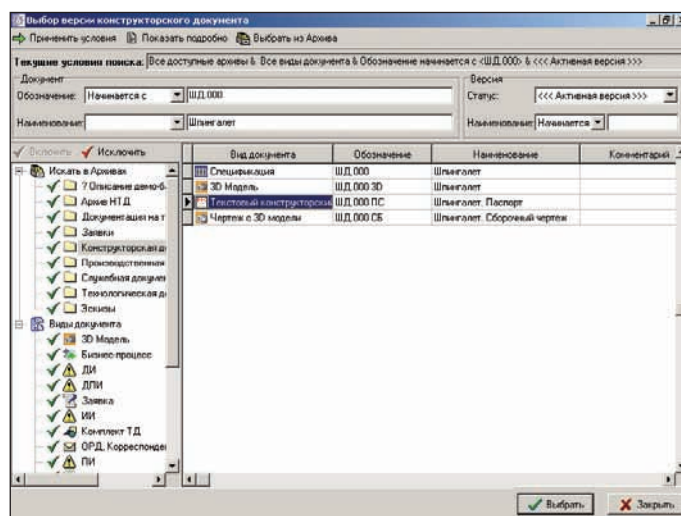 Выбор версии конструкторского документа
Применить условия Показать подробно Выбрать из Архива
Текущие условия поиска: Все доступные архивы & Все виды документа & Обозначение начинается с <ШД.000> & <<< Активная версия >>>
Документ Версия
Обозначение: Начинается с ШД.000 Статус: <<< Активная версия >>>
Наименование: Шпингалет Наименование: Начинается
Включить Исключить
Вид документа Обозначение Наименование Комментарий
Спецификация ШД.000 Шпингалет
3D Модель ШД.000 3D Шпингалет
Текстовый конструкторски ШД.000 ПС Шпингалет. Паспорт
Чертеж с 3D модели ШД.000 СБ Шпингалет. Сборочный чертеж
Искать в Архивах
? Описание демо-б
Архив НТД
Документация на т
Заявки
Конструкторская д
Производственная
Служебная докумен
Технологическая д
Эскизы
Виды документа
3D Модель
Бизнес-процесс
ДИ
ДПИ
Заявка
ИИ
Комплект ТД
ОРД, Корреспонден
ПИ
Выбрать Закрыть